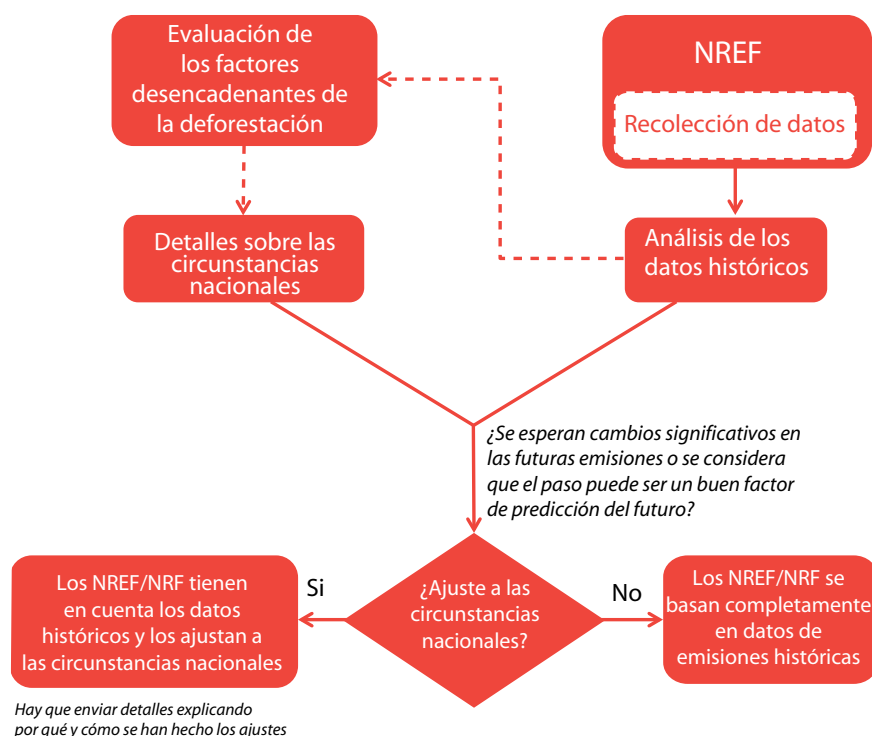 Evaluación de
los factores
desencadenantes de
la deforestación
NREF
Recolección de datos
Detalles sobre las
circunstancias
nacionales
Análisis de los
datos históricos
¿Se esperan cambios significativos en
las futuras emisiones o se considera
que el paso puede ser un buen factor
de predicción del futuro?
Los NREF/NRF tienen
en cuenta los datos
históricos y los ajustan a
las circunstancias nacionales
Si
¿Ajuste a las
circunstancias
nacionales?
No
Los NREF/NRF se
basan completamente
en datos de
emisiones históricas
Hay que enviar detalles explicando
por qué y cómo se han hecho los ajustes